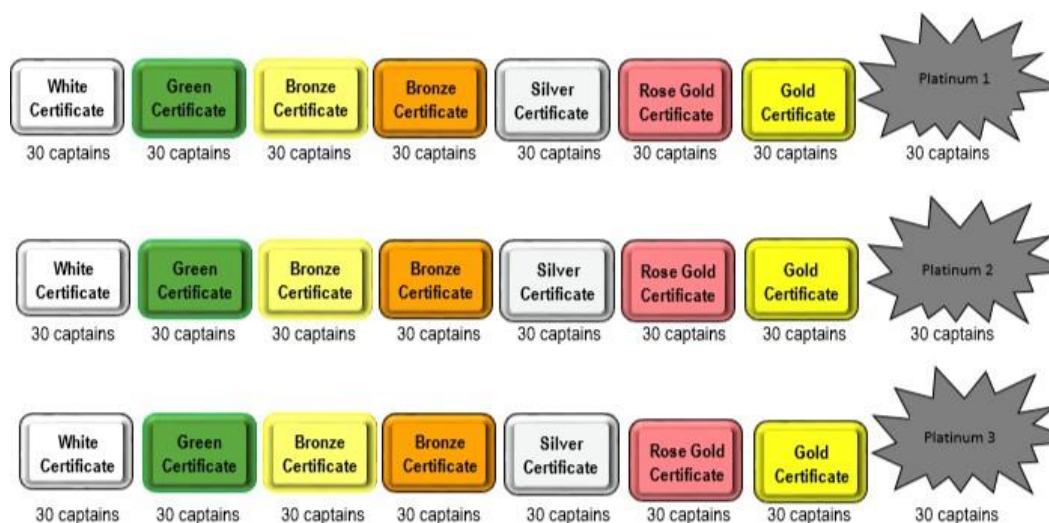 White
Certificate
Green
Certificate
Bronze
Certificate
Bronze
Certificate
Silver
Certificate
Rose Gold
Certificate
Gold
Certificate
Platinum 1
30 captains 30 captains 30 captains 30 captains 30 captains 30 captains 30 captains 30 captains
White
Certificate
Green
Certificate
Bronze
Certificate
Bronze
Certificate
Silver
Certificate
Rose Gold
Certificate
Gold
Certificate
Platinum 2
30 captains 30 captains 30 captains 30 captains 30 captains 30 captains 30 captains 30 captains
White
Certificate
Green
Certificate
Bronze
Certificate
Bronze
Certificate
Silver
Certificate
Rose Gold
Certificate
Gold
Certificate
Platinum 3
30 captains 30 captains 30 captains 30 captains 30 captains 30 captains 30 captains 30 captains